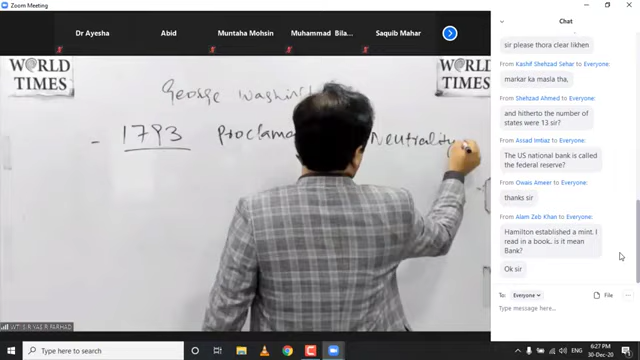 Zoom Meeting
Dr Ayesha
Abid
Muntaha Mohsin
Muhammad Bila...
Saquib Mahar
WORLD
TIMES
WORLD
TIMES
George
- 1793 Neutrality
Chat
sir please thora clear likhen
From Kashif Shehzad Sehar to Everyone:
markar ka masla tha,
From Shehzad Ahmed to Everyone:
and hitherto the number of
states were 13 sir?
From Assad Imtiaz to Everyone:
The US national bank is called
the federal reserve?
From Owais Ameer to Everyone:
thanks sir
From Alam Zeb Khan to Everyone:
Hamilton established a mint. I
read in a book.. is it mean
Bank?
Ok sir
To: Everyone
File
Type message here...
Type here to search
6:27 PM
30-Dec-20